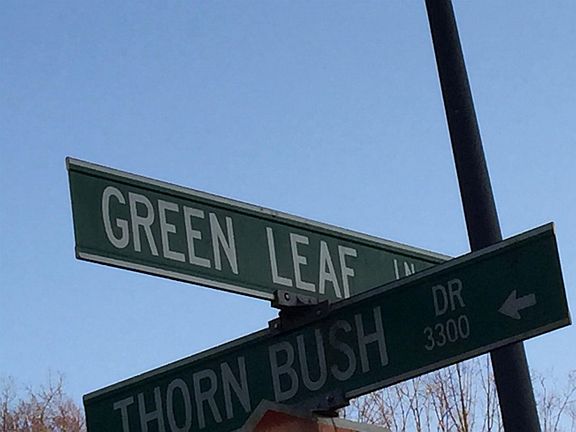 GREEN LEAF LN
THORN BUSH DR
3300